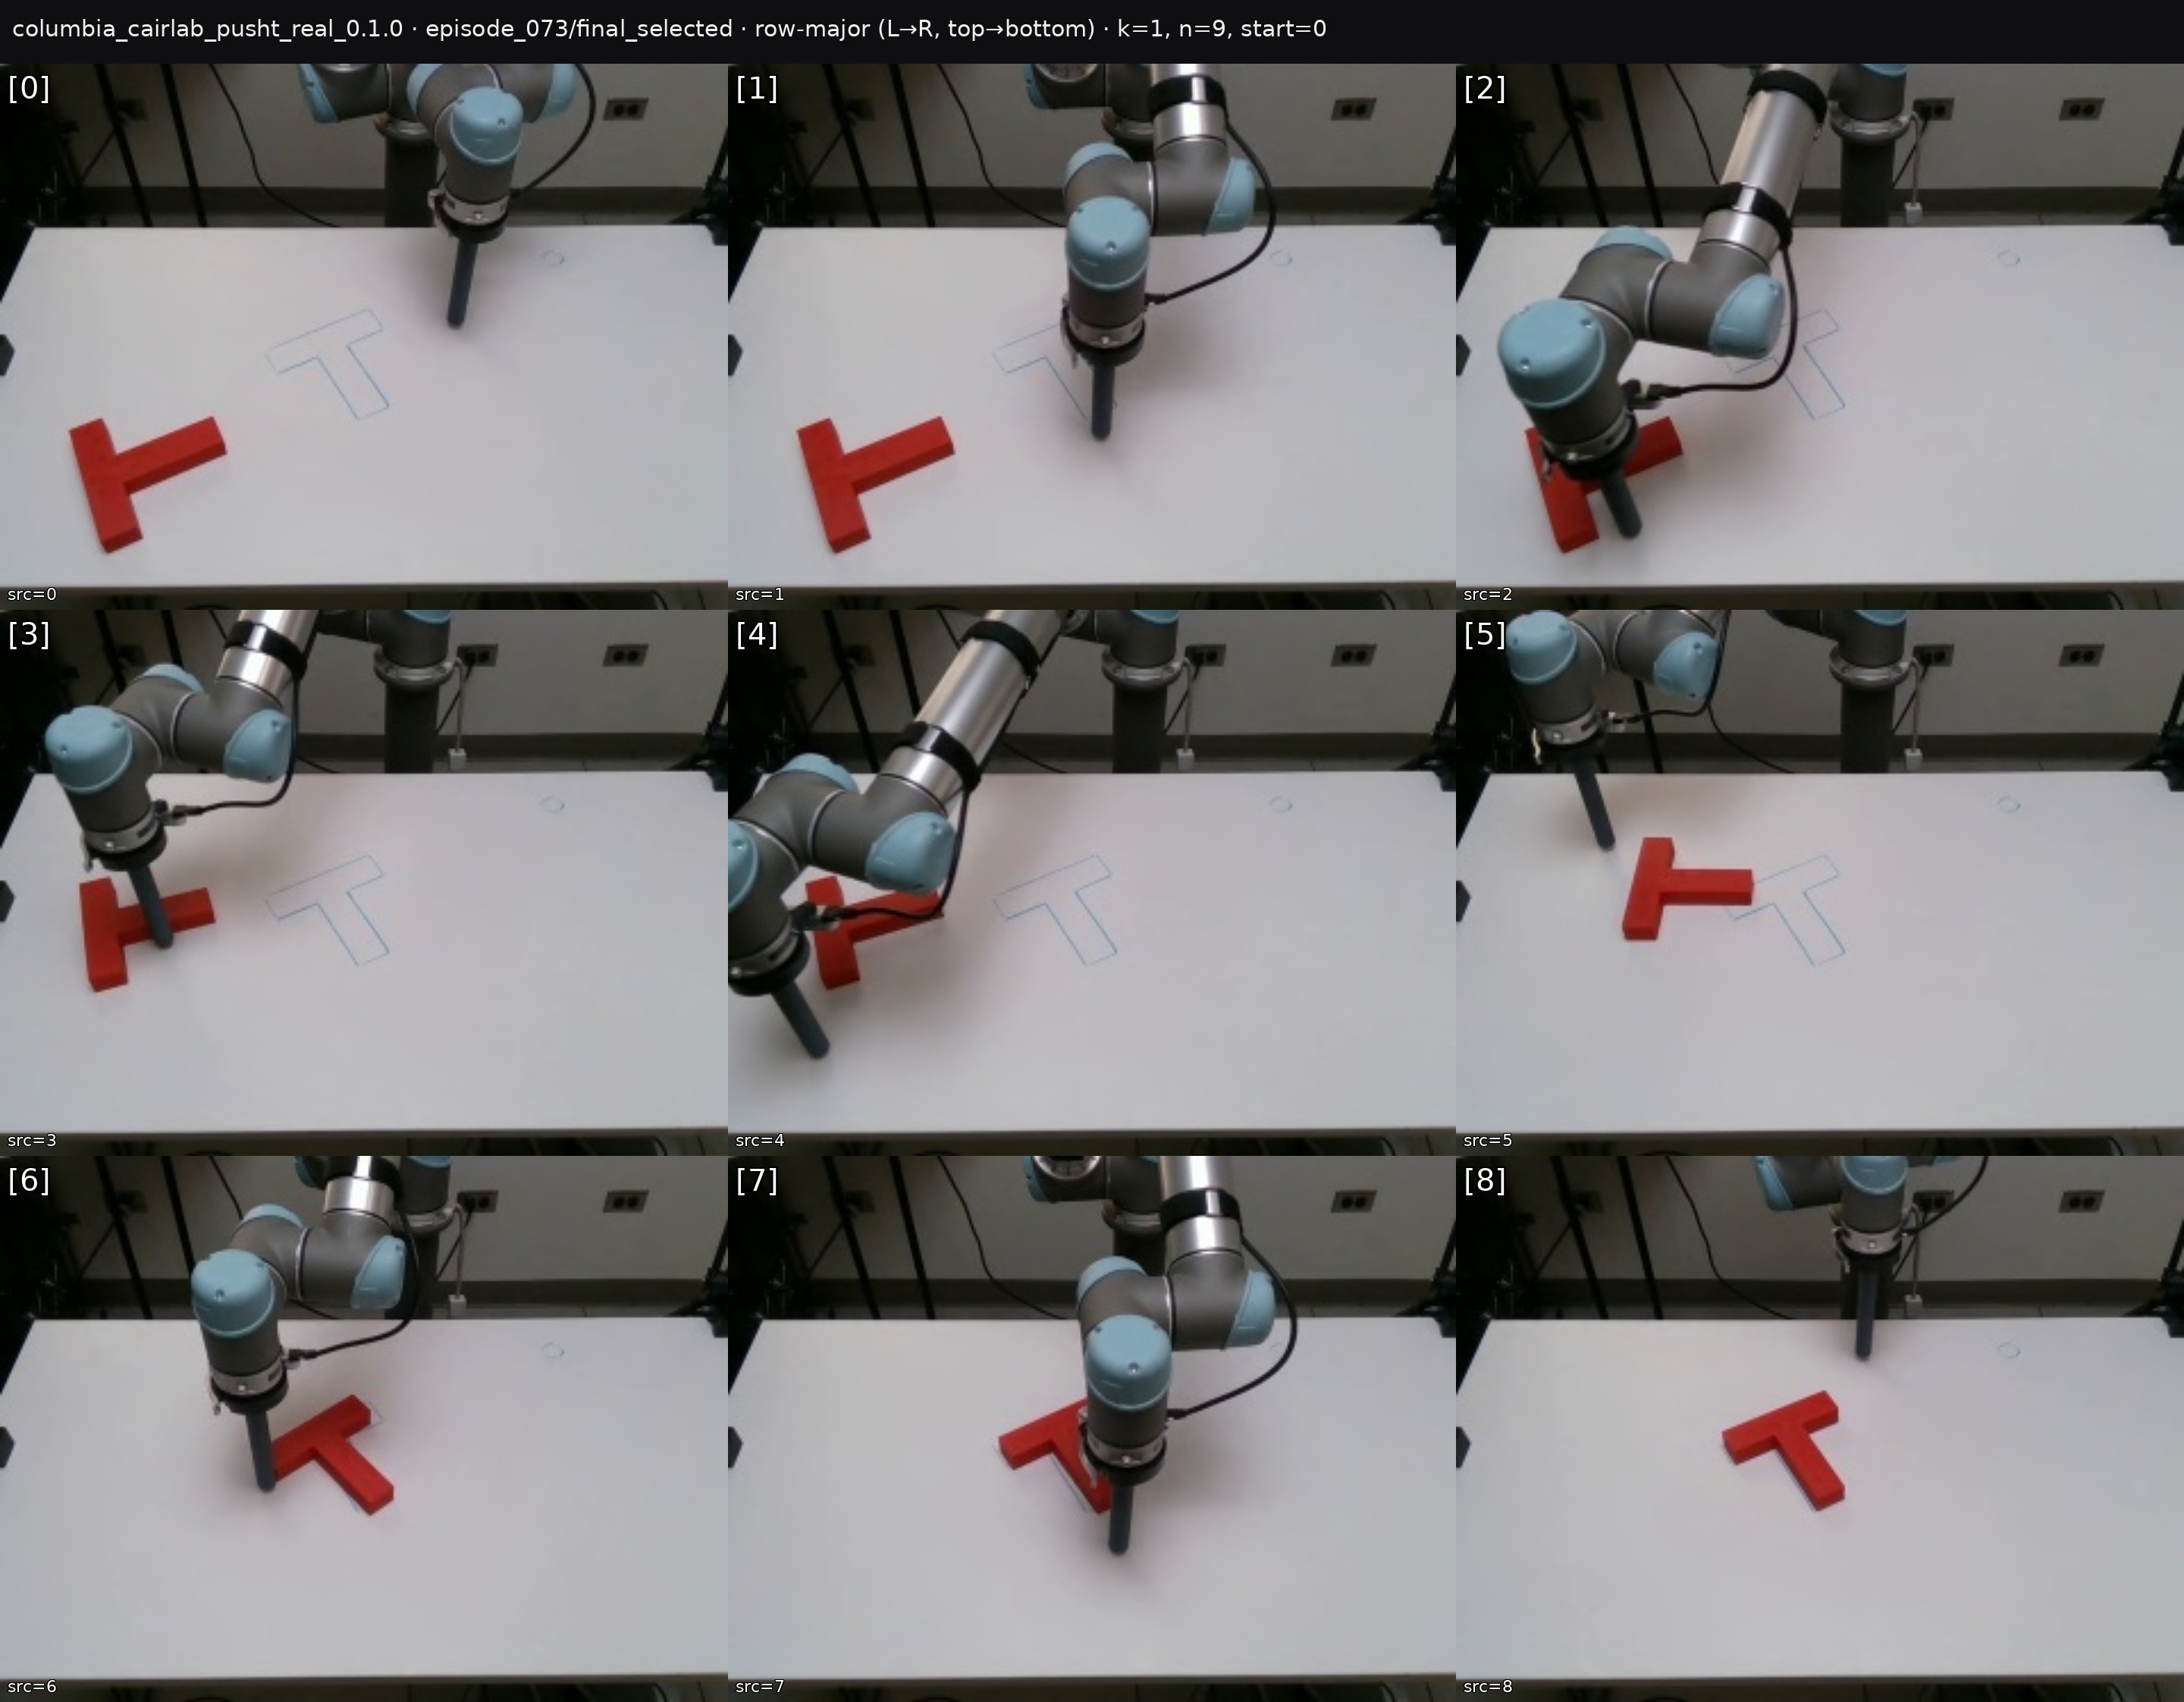 columbia_cairlab_pusht_real_0.1.0 · episode_073/final_selected · row-major (L→R, top→bottom) · k=1, n=9, start=0
[0]
[1]
[2]
src=0
src=1
src=2
[3]
[4]
[5]
src=3
src=4
src=5
[6]
[7]
[8]
src=6
src=7
src=8